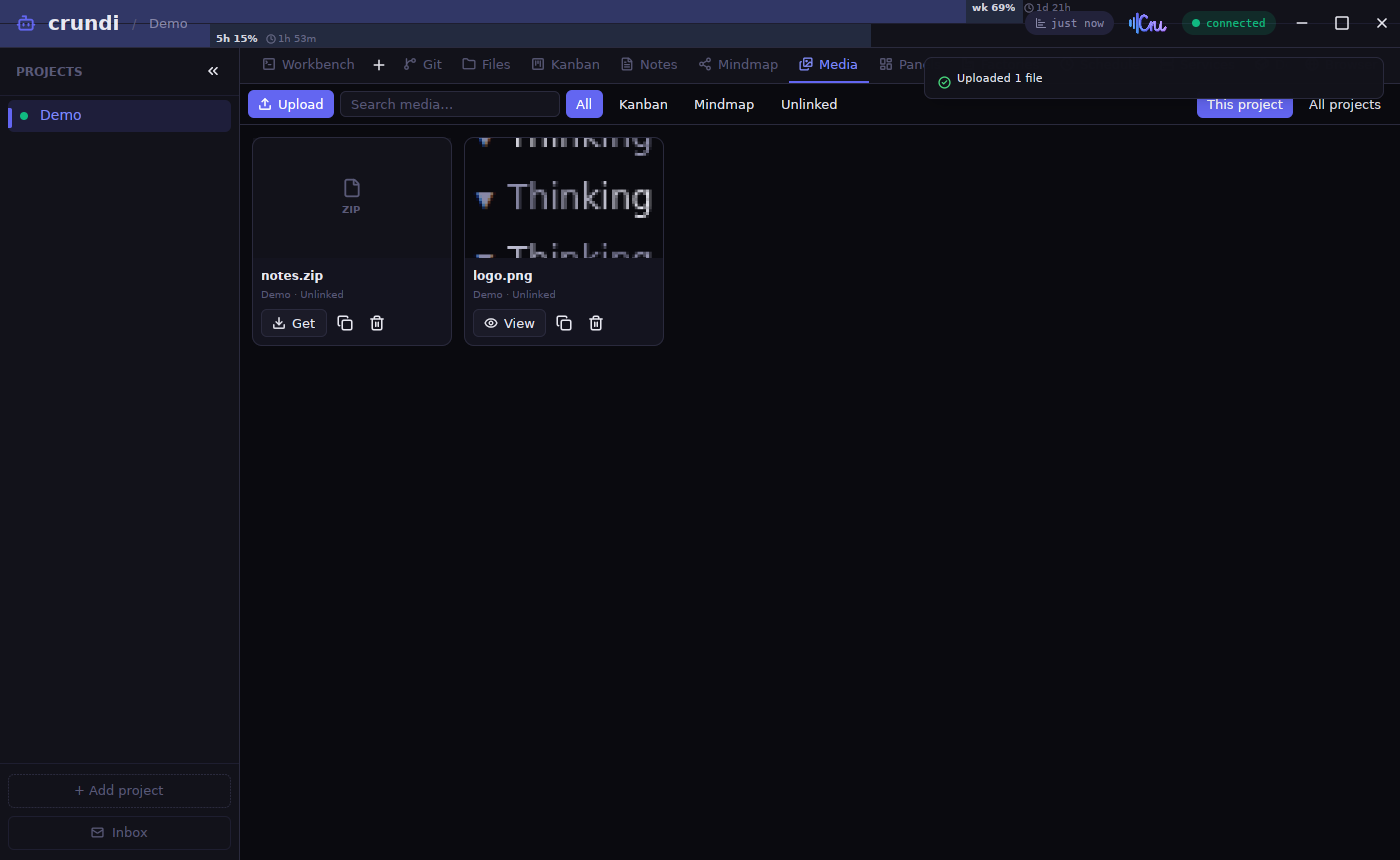 crundi / Demo
wk 69% 1d 21h
5h 15% 1h 53m
just now
Cru
connected
PROJECTS
Workbench
Git
Files
Kanban
Notes
Mindmap
Media
Uploaded 1 file
Demo
Upload
Search media...
All
Kanban
Mindmap
Unlinked
This project
All projects
ZIP
Thinking
Thinking
Thinking
notes.zip
logo.png
Demo · Unlinked
Demo · Unlinked
Get
View
+ Add project
Inbox